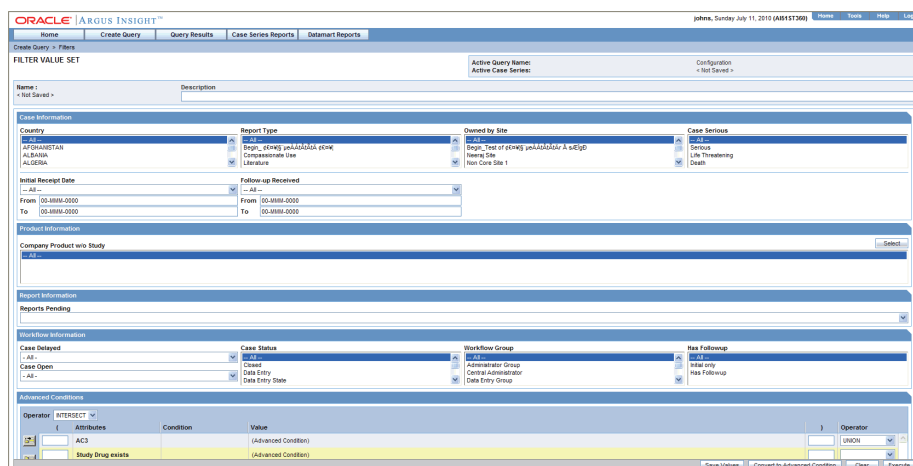 ORACLE ARGUS INSIGHT™
johna, Sunday July 11, 2010 (AI51ST360) Home Tools Help Log
Home Create Query Query Results Case Series Reports Datamart Reports
Create Query > Filters
FILTER VALUE SET
Active Query Name: Configuration
Active Case Series: < Not Saved >
Name : Description
< Not Saved >
Case Information
Country Report Type Owned by Site Case Serious
-- All -- -- All -- -- All -- -- All --
AFGHANISTAN Serious
ALBANIA Compassionate Use Neeraj Site Life Threatening
ALGERIA Literature Non Core Site 1 Death
Initial Receipt Date Follow-up Received
-- All -- -- All --
From 00-MMM-0000 From 00-MMM-0000
To 00-MMM-0000 To 00-MMM-0000
Product Information
Company Product w/o Study Select
-- All --
Report Information
Reports Pending
Workflow Information
Case Delayed Case Status Workflow Group Has Followup
- All - -- All -- -- All -- -- All --
Case Open Closed Administrator Group Initial only
- All - Data Entry Central Administrator Has Followup
Data Entry State Data Entry Group
Advanced Conditions
Operator INTERSECT
( Attributes Condition Value ) Operator
AC3 (Advanced Condition) UNION
Study Drug exists (Advanced Condition)
Save Values Convert to Advanced Condition Clear Execute